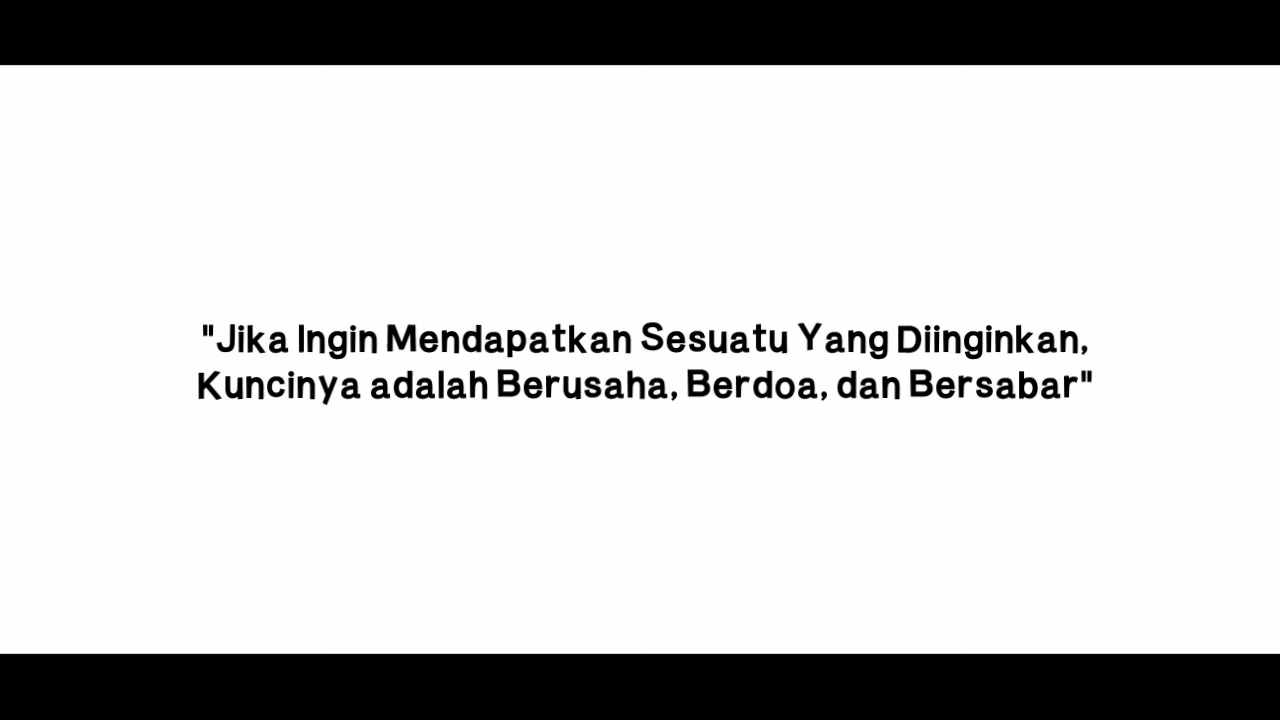 "Jika Ingin Mendapatkan Sesuatu Yang Diinginkan,
Kuncinya adalah Berusaha, Berdoa, dan Bersabar"